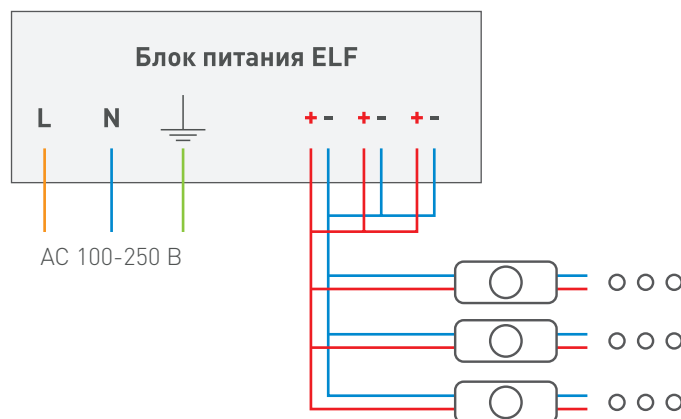 Блок питания ELF
L N + - + - + -
AC 100-250 В